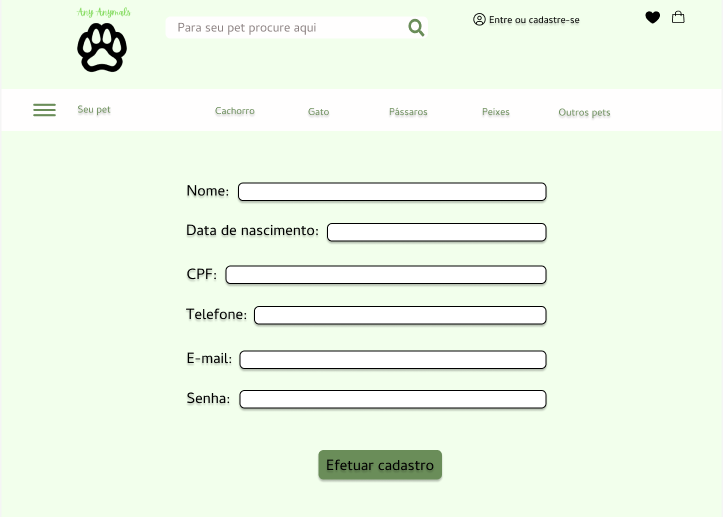 Any Anymals
Para seu pet procure aqui
Entre ou cadastre-se
Seu pet
Cachorro
Gato
Pássaros
Peixes
Outros pets
Nome:
Data de nascimento:
CPF:
Telefone:
E-mail:
Senha:
Efetuar cadastro